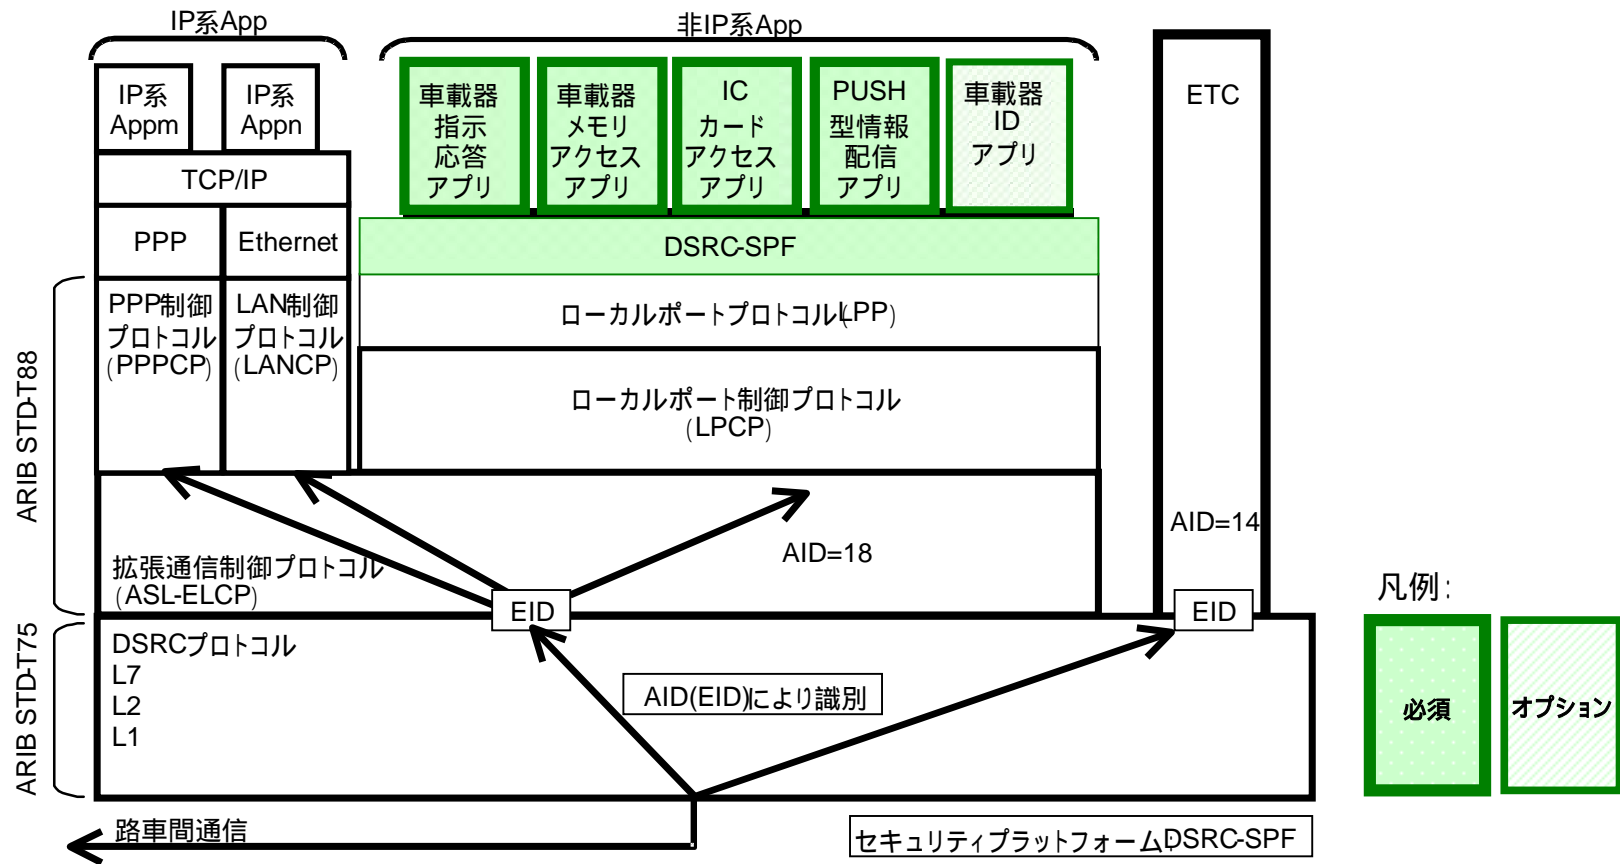 IP系App
非IP系App
IP系
Appm
IP系
Appn
車載器
指示
応答
アプリ
車載器
メモリ
アクセス
アプリ
IC
カード
アクセス
アプリ
PUSH
型情報
配信
アプリ
車載器
ID
アプリ
ETC
TCP/IP
PPP
Ethernet
DSRC-SPF
PPP制御
プロトコル
(PPPCP)
LAN制御
プロトコル
(LANCP)
ローカルポートプロトコル(LPP)
ローカルポート制御プロトコル
(LPCP)
ARIB STD-T88
AID=14
AID=18
拡張通信制御プロトコル
(ASL-ELCP)
EID
EID
凡例:
必須
オプション
ARIB STD-T75
DSRCプロトコル
L7
L2
L1
AID(EID)により識別
路車間通信
セキュリティプラットフォームDSRC-SPF